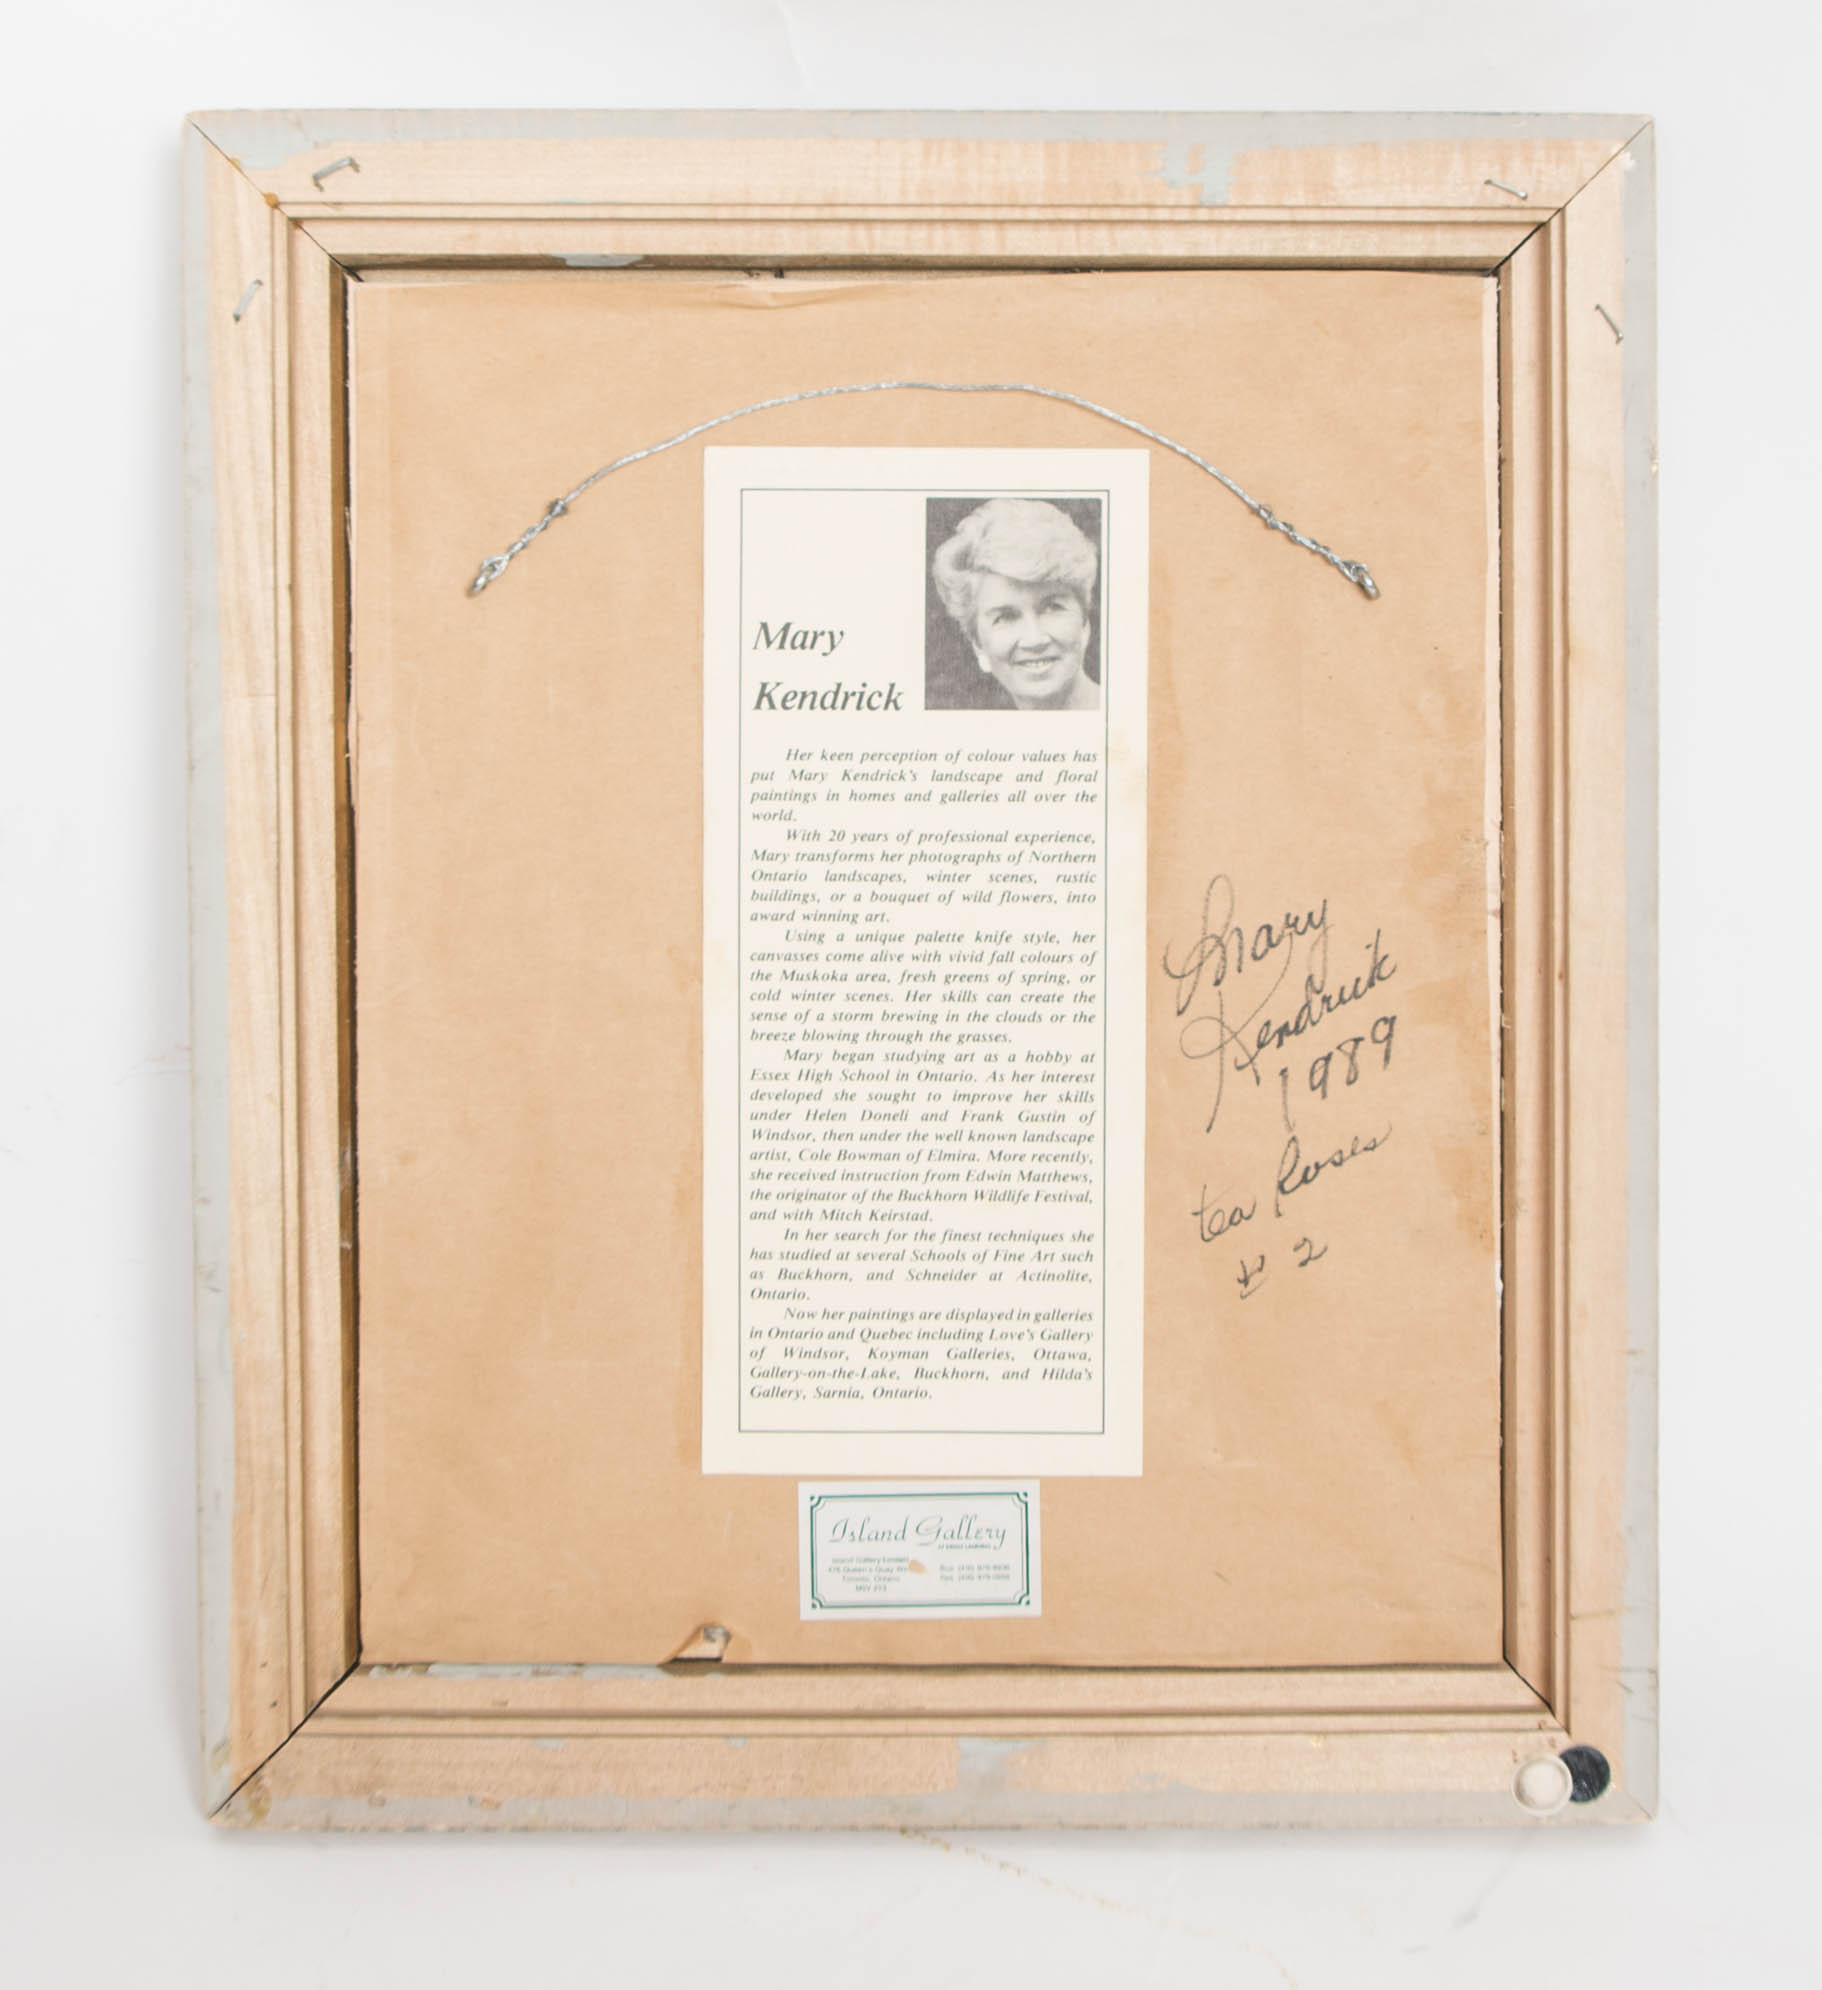 Mary
Kendrick
Her keen perception of colour values has
put Mary Kendrick's landscape and floral
paintings in homes and galleries all over the
world.
With 20 years of professional experience,
Mary transforms her photographs of Northern
Ontario landscapes, winter scenes, rustic
buildings, or a bouquet of wild flowers, into
award winning art.
Using a unique palette knife style, her
canvasses come alive with vivid fall colours of
the Muskoka area, fresh greens of spring, or
cold winter scenes. Her skills can create the
sense of a storm brewing in the clouds or the
breeze blowing through the grasses.
Mary began studying art as a hobby at
Essex High School in Ontario. As her interest
developed she sought to improve her skills
under Helen Doneli and Frank Gustin of
Windsor, then under the well known landscape
artist, Cole Bowman of Elmira. More recently,
she received instruction from Edwin Matthews,
the originator of the Buckhorn Wildlife Festival,
and with Mitch Keirstad.
In her search for the finest techniques she
has studied at several Schools of Fine Art such
as Buckhorn, and Schneider at Actinolite,
Ontario.
Now her paintings are displayed in galleries
in Ontario and Quebec including Love's Gallery
of Windsor, Koyman Galleries, Ottawa,
Gallery-on-the-Lake, Buckhorn, and Hilda's
Gallery, Sarnia, Ontario.
Mary
Kendrick
1989
tea Roses
# 2
Island Gallery
Island Gallery Limited
Queen's Quay
Toronto, Ontario